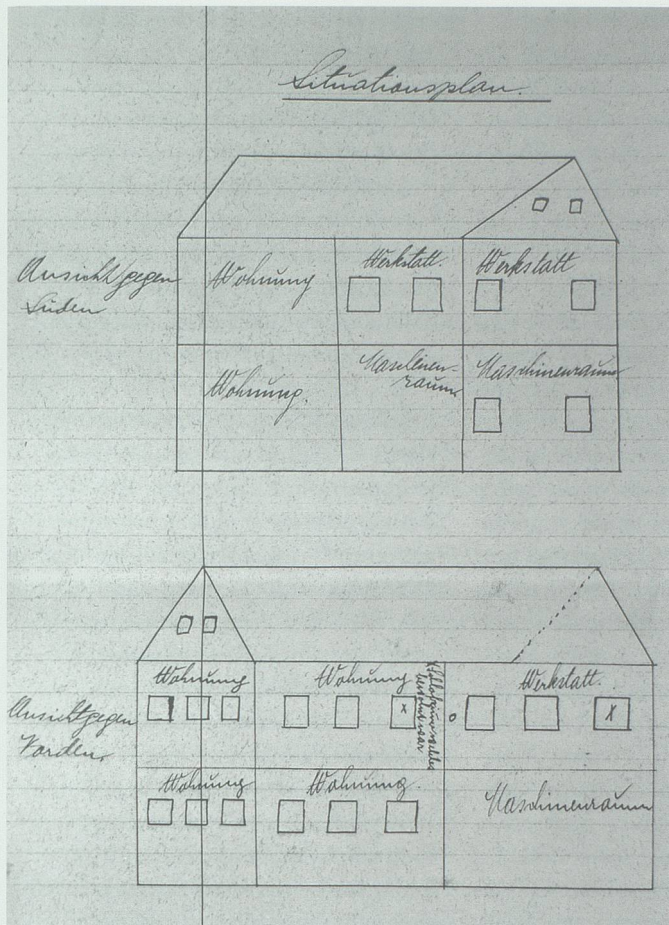 Situationsplan.
Ansicht gegen
Süden
Wohnung
Werkstatt.
Werkstatt
Wohnung.
Maschinen-
raum
Maschinenraum
Ansicht gegen
Norden.
Wohnung
Wohnung
x
Werkstatt.
X
Wohnung
Wohnung.
Maschinenraum